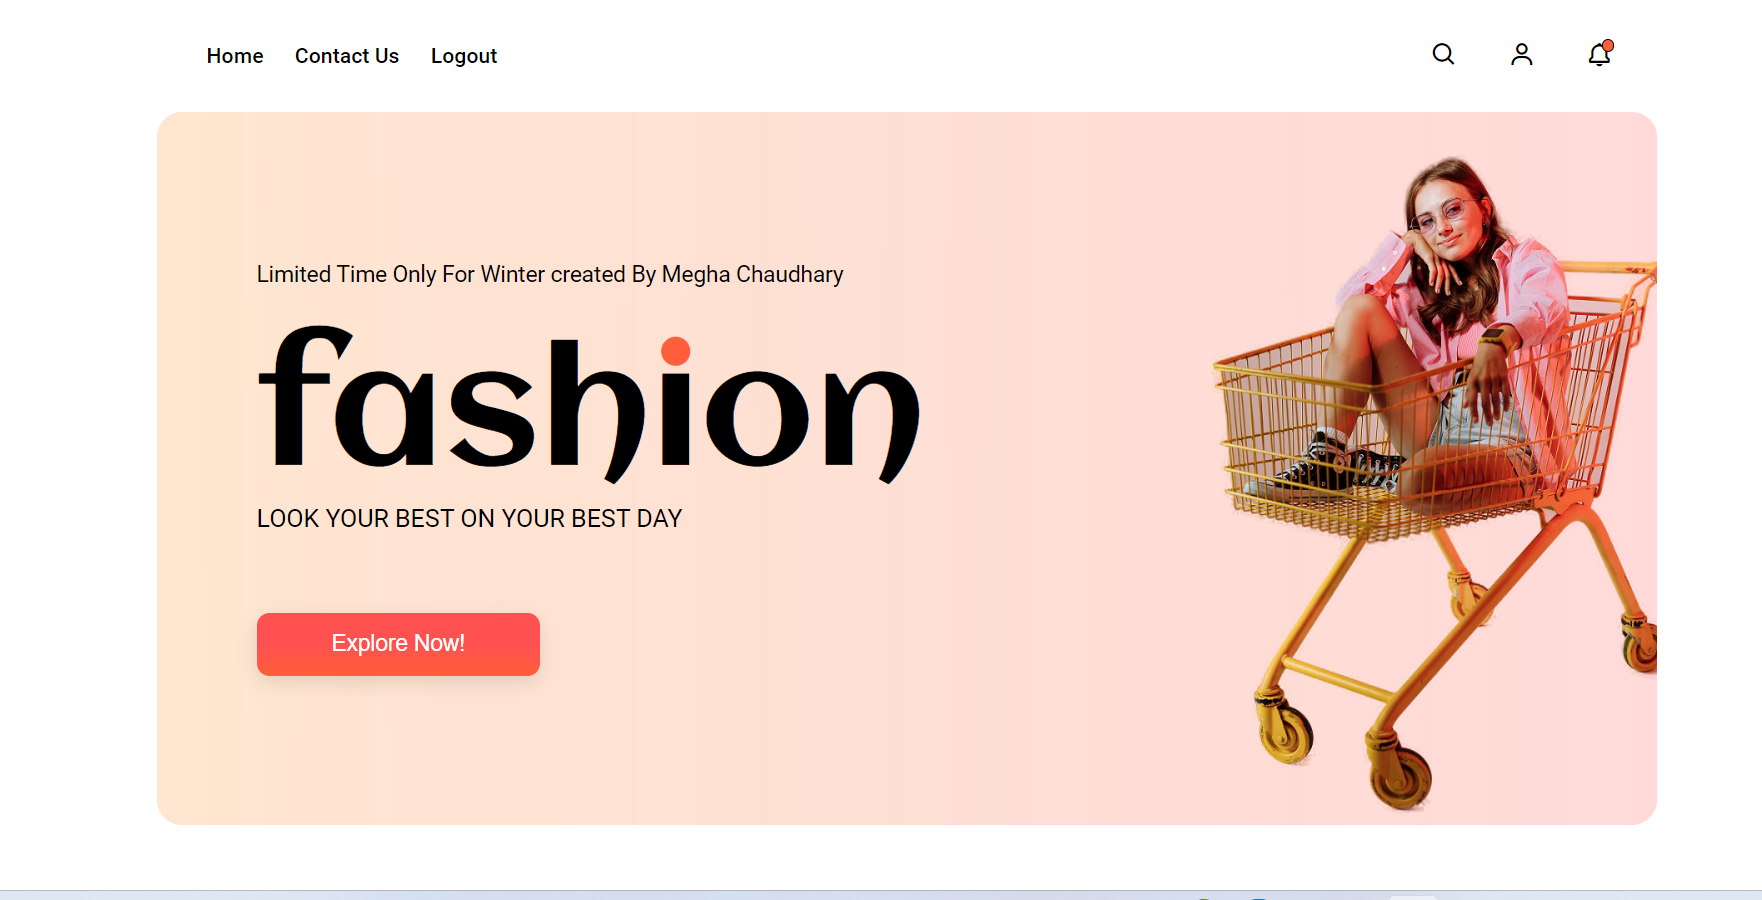 Home Contact Us Logout
Limited Time Only For Winter created By Megha Chaudhary
fashion
LOOK YOUR BEST ON YOUR BEST DAY
Explore Now!